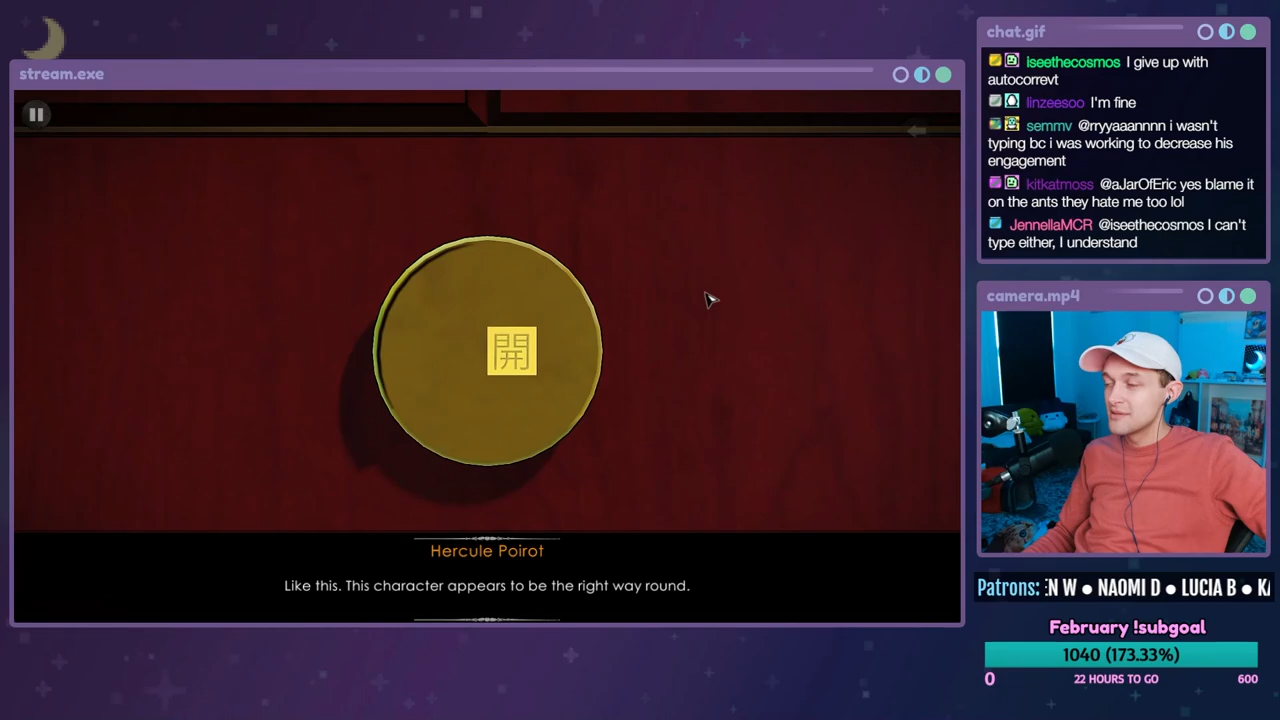 stream.exe
開
Hercule Poirot
Like this. This character appears to be the right way round.
chat.gif
iseethecosmos I give up with
autocorrevt
linzeesoo I'm fine
semmv @rryyaaannnn i wasn't
typing bc i was working to decrease his
engagement
kitkatmoss @aJarOfEric yes blame it
on the ants they hate me too lol
JennellaMCR @iseethecosmos I can't
type either, I understand
camera.mp4
Patrons: N W ● NAOMI D ● LUCIA B ●
February !subgoal
1040 (173.33%)
0 22 HOURS TO GO 600